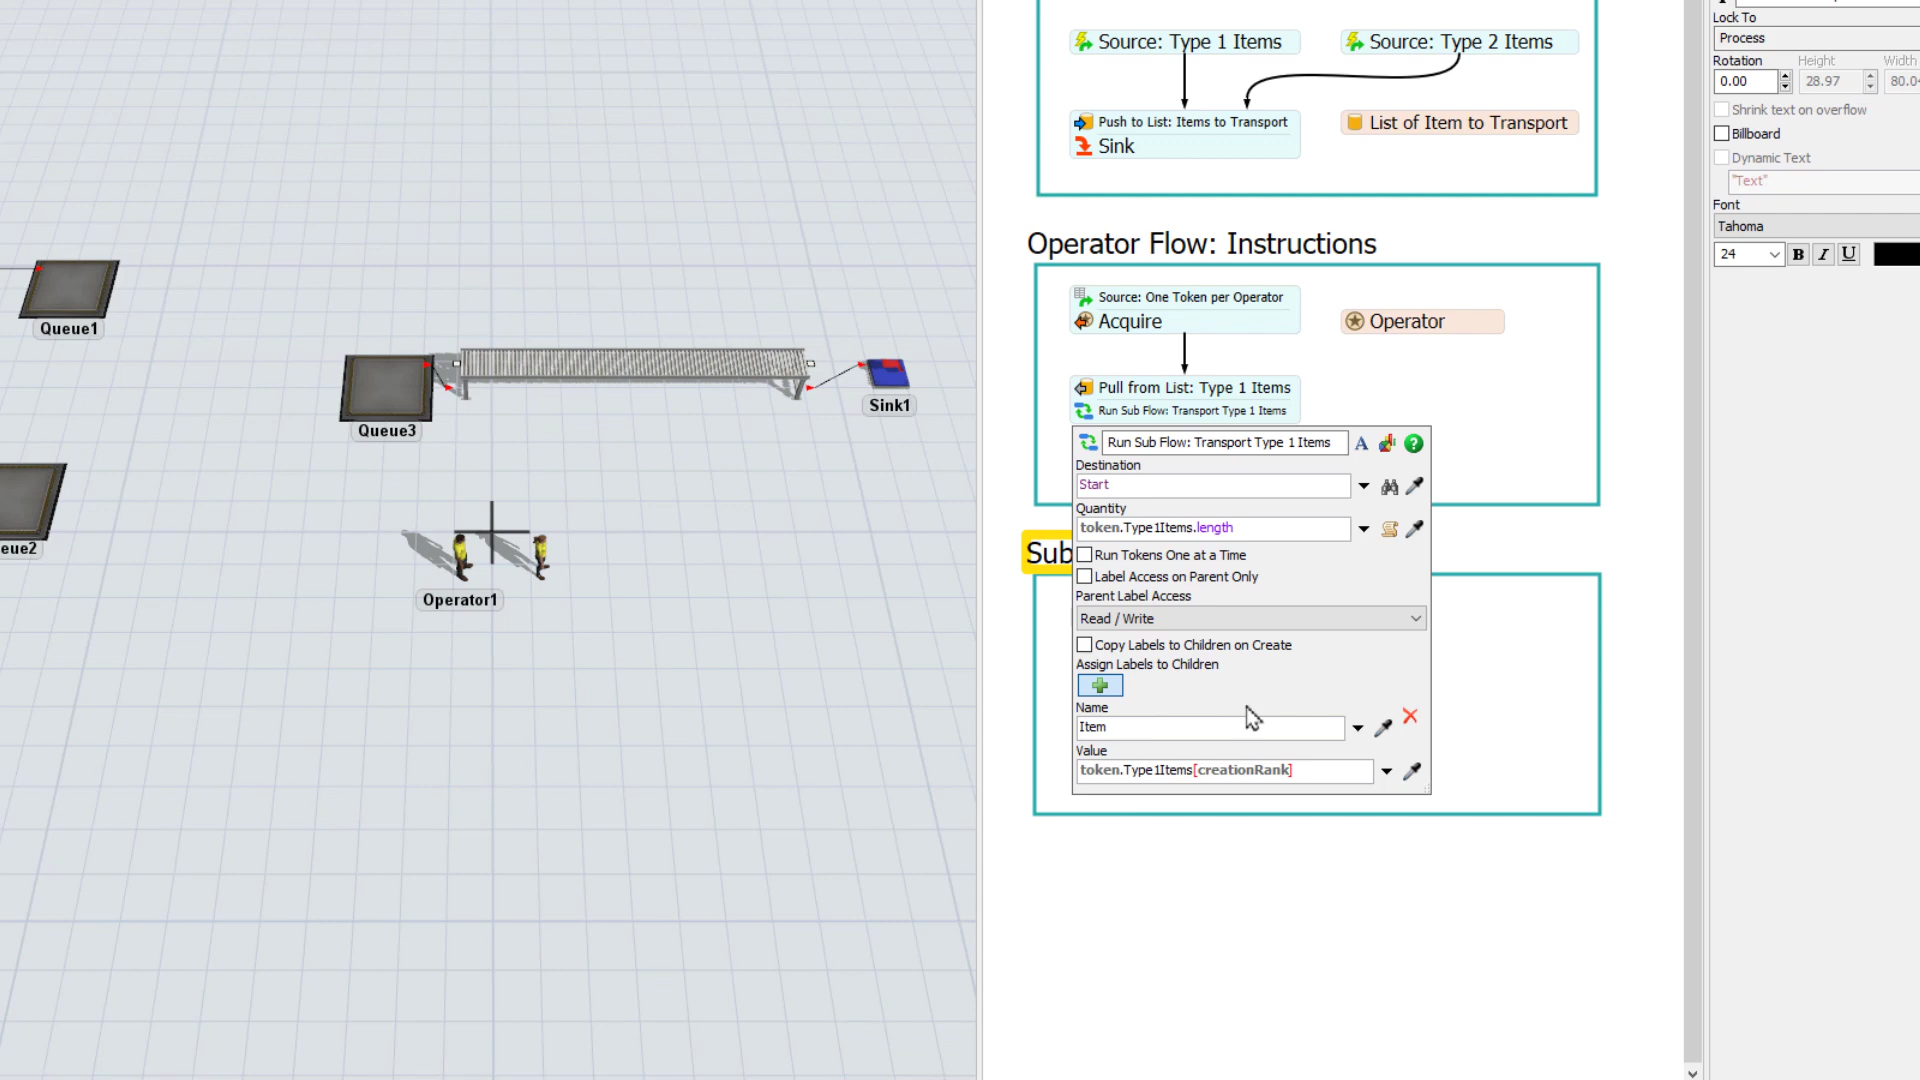 Queue1
Queue3
Sink1
eue2
Operator1
Source: Type 1 Items
Source: Type 2 Items
Push to List: Items to Transport
Sink
List of Item to Transport
Operator Flow: Instructions
Source: One Token per Operator
Acquire
Operator
Pull from List: Type 1 Items
Run Sub Flow: Transport Type 1 Items
Sub
Run Sub Flow: Transport Type 1 Items
Destination
Start
Quantity
token.Type1Items.length
Run Tokens One at a Time
Label Access on Parent Only
Parent Label Access
Read / Write
Copy Labels to Children on Create
Assign Labels to Children
Name
Item
Value
token.Type1Items[creationRank]
Lock To
Process
Rotation Height Width
0.00 28.97 80.04
Shrink text on overflow
Billboard
Dynamic Text
"Text"
Font
Tahoma
24 B I U